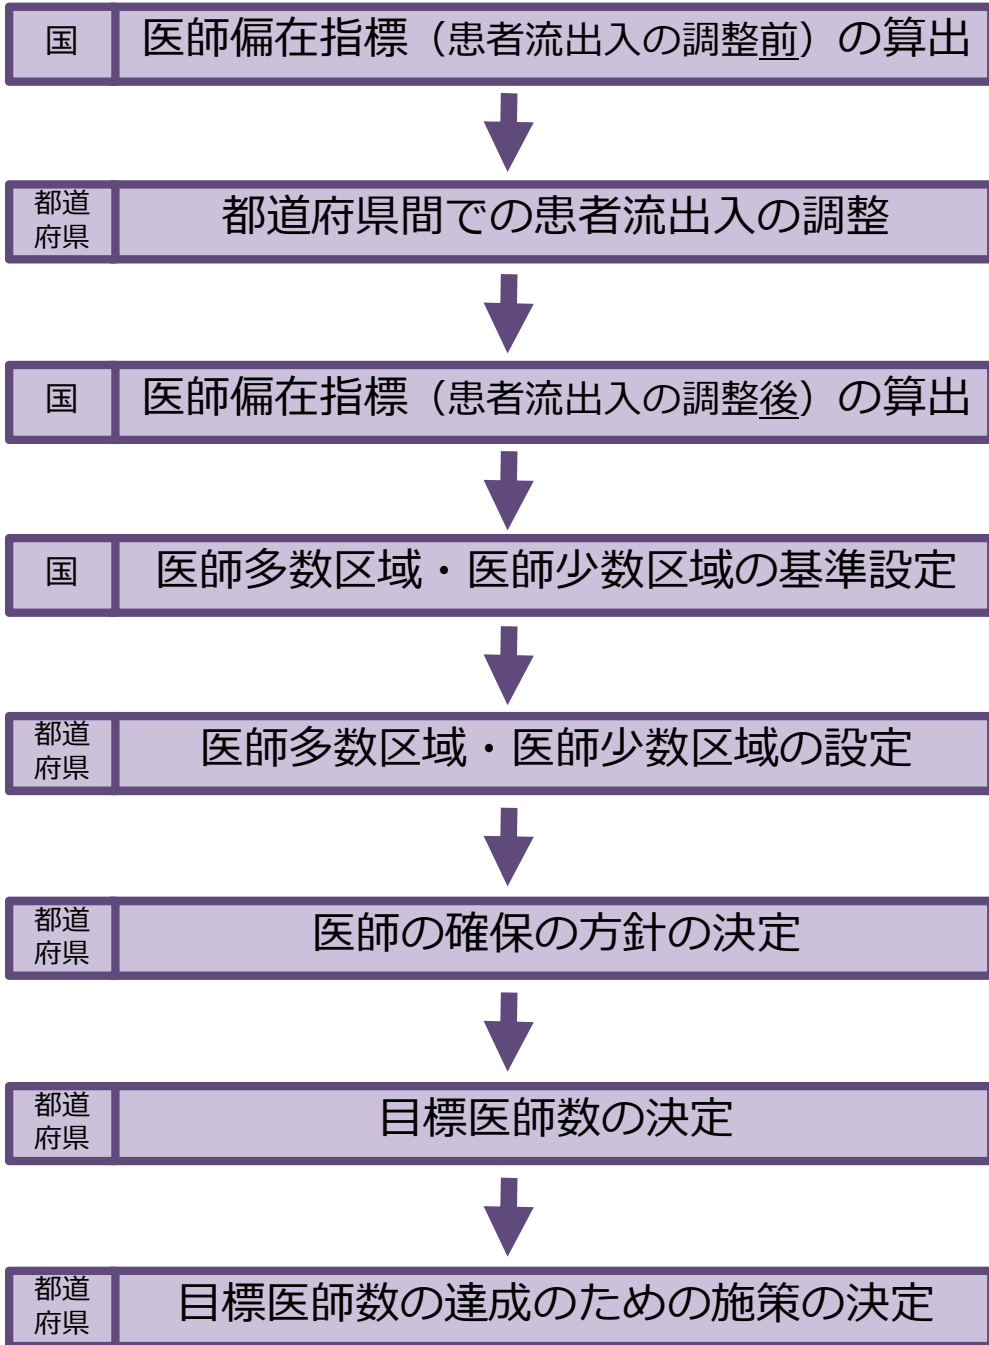 国 医師偏在指標（患者流出入の調整前）の算出
都道
府県
都道府県間での患者流出入の調整
国 医師偏在指標（患者流出入の調整後）の算出
国 医師多数区域・医師少数区域の基準設定
都道
府県
医師多数区域・医師少数区域の設定
都道
府県
医師の確保の方針の決定
都道
府県
目標医師数の決定
都道
府県
目標医師数の達成のための施策の決定